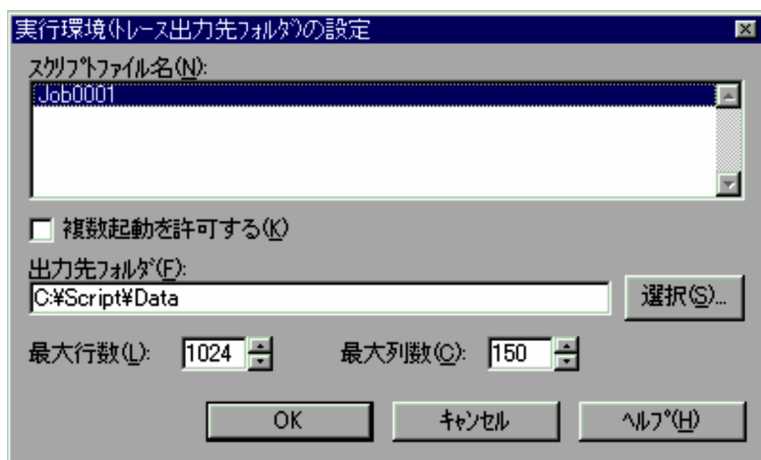 実行環境(ﾄﾚｰｽ出力先ﾌｫﾙﾀﾞ)の設定
ｽｸﾘﾌﾟﾄﾌｧｲﾙ名(N):
Job0001
複数起動を許可する(K)
出力先ﾌｫﾙﾀﾞ(F):
C:¥Script¥Data 選択(S)...
最大行数(L): 1024 最大列数(C): 150
OK ｷｬﾝｾﾙ ﾍﾙﾌﾟ(H)